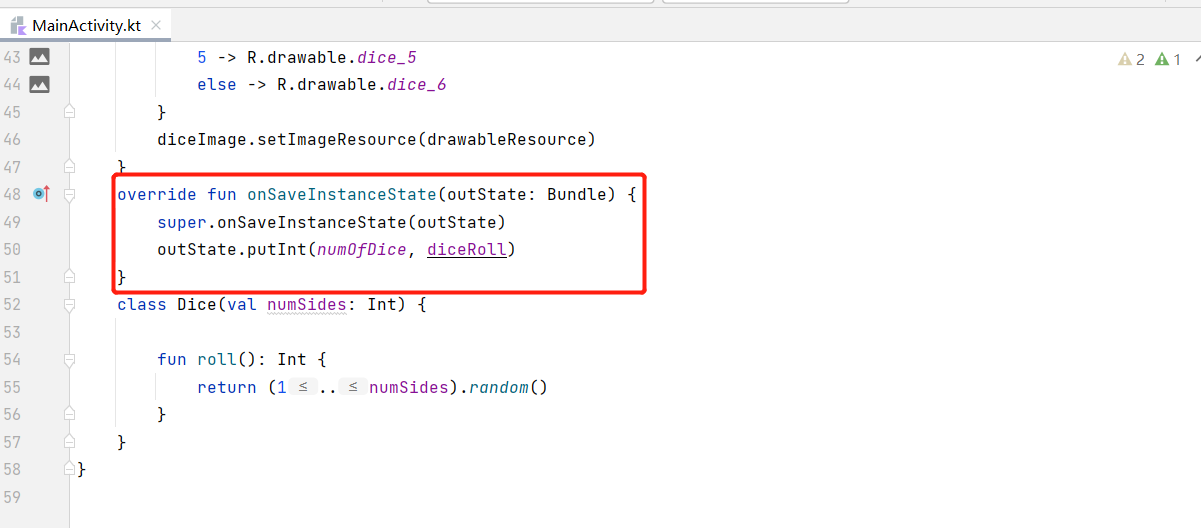 MainActivity.kt
2 1
43 5 -> R.drawable.dice_5
44 else -> R.drawable.dice_6
45 }
46 diceImage.setImageResource(drawableResource)
47 }
48 override fun onSaveInstanceState(outState: Bundle) {
49 super.onSaveInstanceState(outState)
50 outState.putInt(numOfDice, diceRoll)
51 }
52 class Dice(val numSides: Int) {
53
54 fun roll(): Int {
55 return (1 ≤ .. ≤ numSides).random()
56 }
57 }
58 }
59